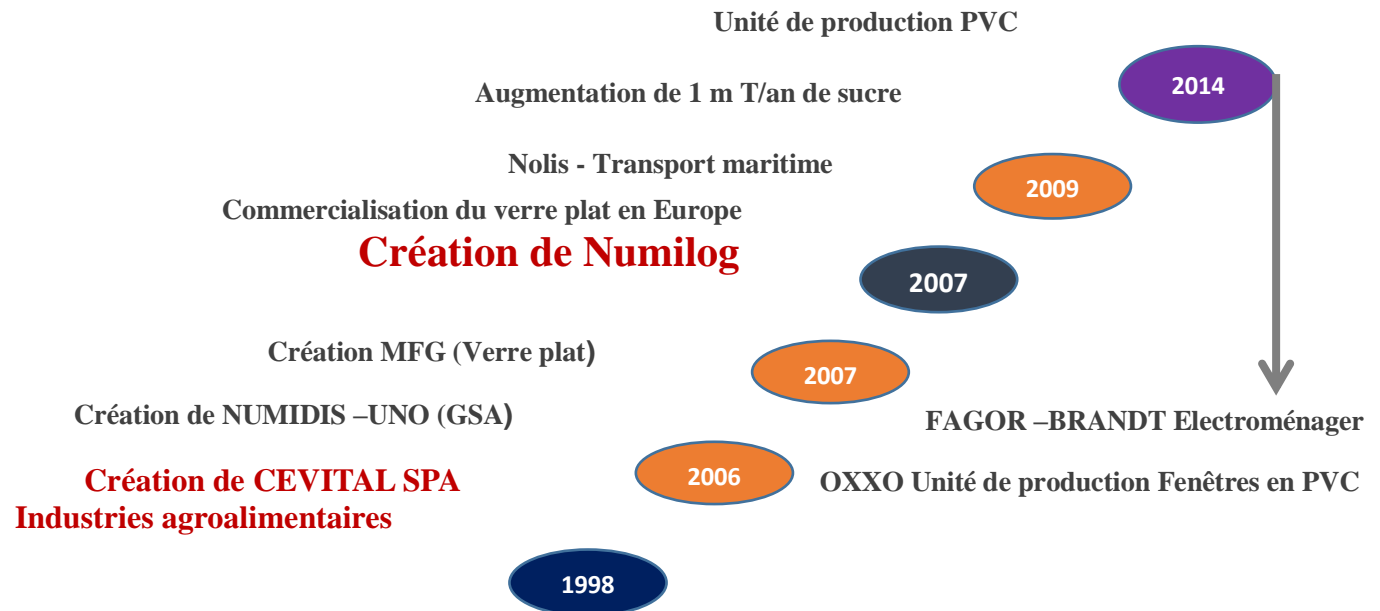 Unité de production PVC
2014
Augmentation de 1 m T/an de sucre
Nolis - Transport maritime
2009
Commercialisation du verre plat en Europe
Création de Numilog
2007
Création MFG (Verre plat)
2007
Création de NUMIDIS –UNO (GSA)
FAGOR –BRANDT Electroménager
Création de CEVITAL SPA
2006
OXXO Unité de production Fenêtres en PVC
Industries agroalimentaires
1998